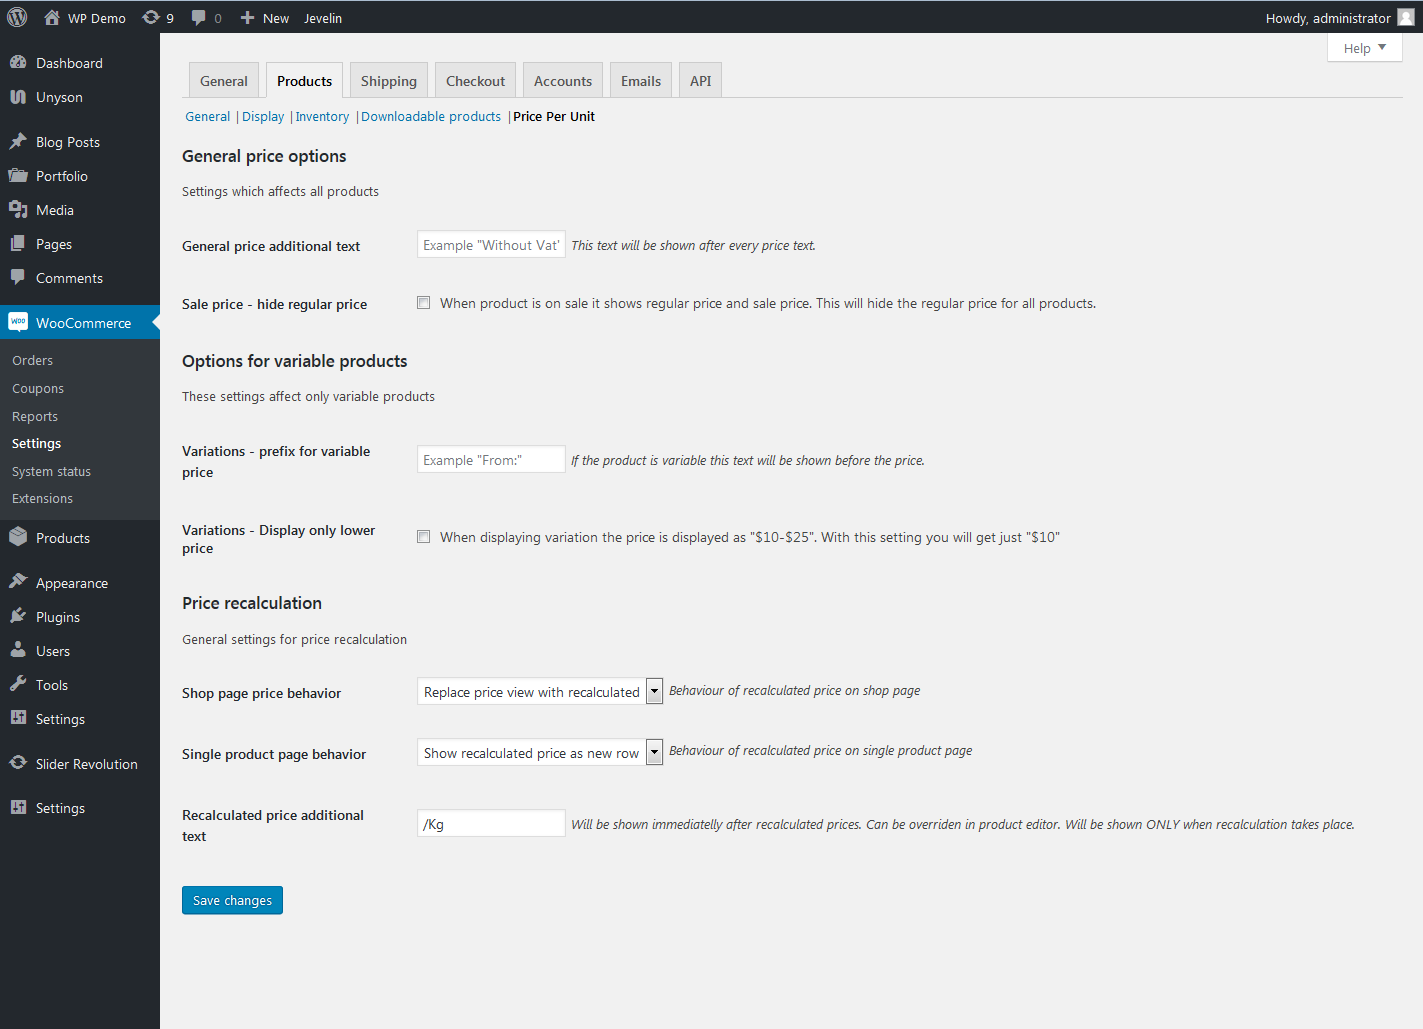 WP Demo 9 0 New Jevelin Howdy, administrator
Help
Dashboard
Unyson
Blog Posts
Portfolio
Media
Pages
Comments
woo WooCommerce
Orders
Coupons
Reports
Settings
System status
Extensions
Products
Appearance
Plugins
Users
Tools
Settings
Slider Revolution
Settings
General Products Shipping Checkout Accounts Emails API
General | Display | Inventory | Downloadable products | Price Per Unit
General price options
Settings which affects all products
General price additional text Example "Without Vat' This text will be shown after every price text.
Sale price - hide regular price When product is on sale it shows regular price and sale price. This will hide the regular price for all products.
Options for variable products
These settings affect only variable products
Variations - prefix for variable
price
Example "From:" If the product is variable this text will be shown before the price.
Variations - Display only lower
price
When displaying variation the price is displayed as "$10-$25". With this setting you will get just "$10"
Price recalculation
General settings for price recalculation
Shop page price behavior Replace price view with recalculated Behaviour of recalculated price on shop page
Single product page behavior Show recalculated price as new row Behaviour of recalculated price on single product page
Recalculated price additional
text
/Kg Will be shown immediatelly after recalculated prices. Can be overriden in product editor. Will be shown ONLY when recalculation takes place.
Save changes